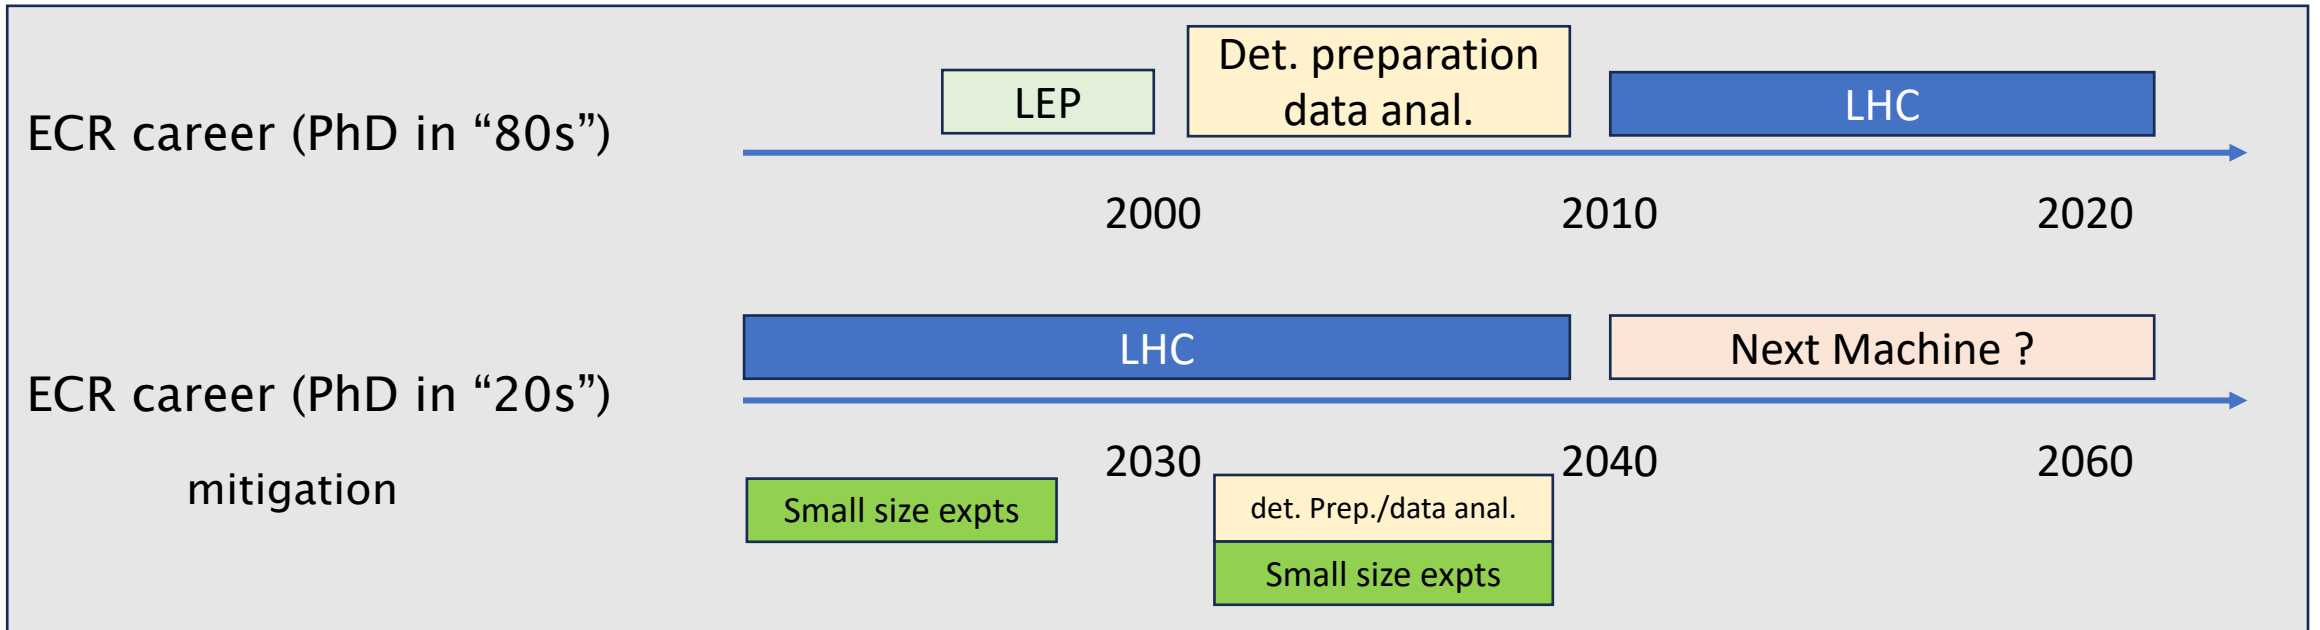 ECR career (PhD in “80s”)
LEP
Det. preparation
data anal.
LHC
2000
2010
2020
LHC
Next Machine ?
ECR career (PhD in “20s”)
2030
2040
2060
mitigation
Small size expts
det. Prep./data anal.
Small size expts